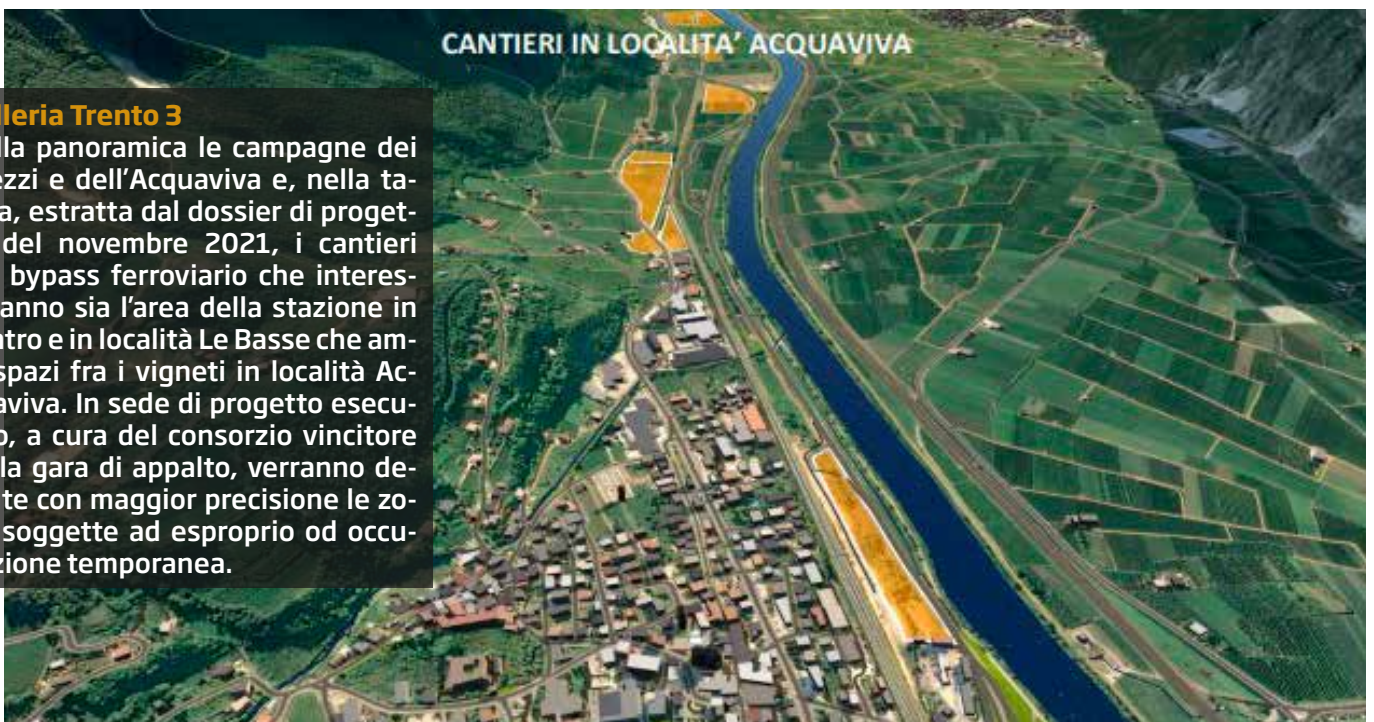 CANTIERI IN LOCALITA’ ACQUAVIVA
lleria Trento 3
lla panoramica le campagne dei
ezzi e dell’Acquaviva e, nella ta-
a, estratta dal dossier di proget-
del novembre 2021, i cantieri
bypass ferroviario che interes-
anno sia l’area della stazione in
ntro e in località Le Basse che am-
spazi fra i vigneti in località Ac-
aviva. In sede di progetto esecu-
o, a cura del consorzio vincitore
lla gara di appalto, verranno de-
te con maggior precisione le zo-
soggette ad esproprio od occu-
zione temporanea.